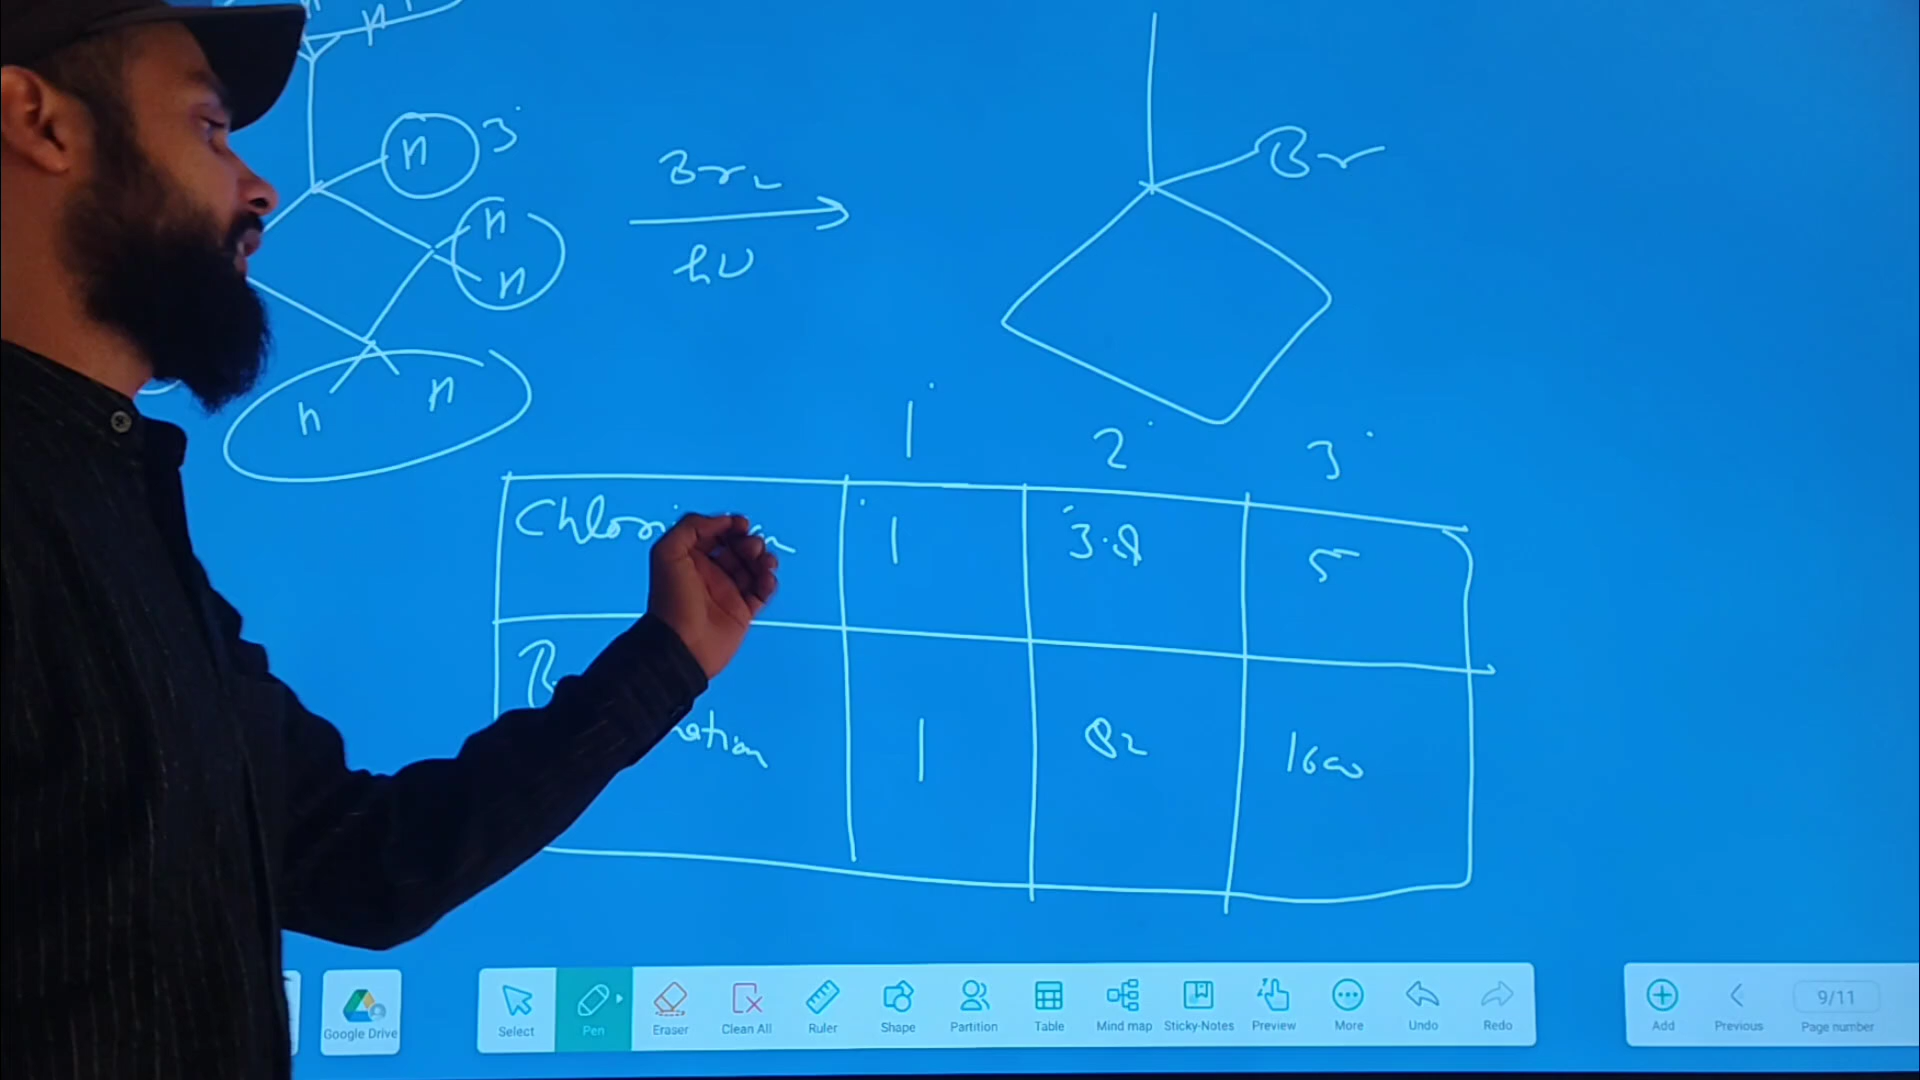 H
H
H 3°
H
H
H H
Br2
hν
Br
1° 2° 3°
1 3.8 5
ation
1 82 1600
Google Drive
Select
Pen
Eraser
Clean All
Ruler
Shape
Partition
Table
Mind map
Sticky-Notes
Preview
More
Undo
Redo
Add
Previous
9/11
Page number